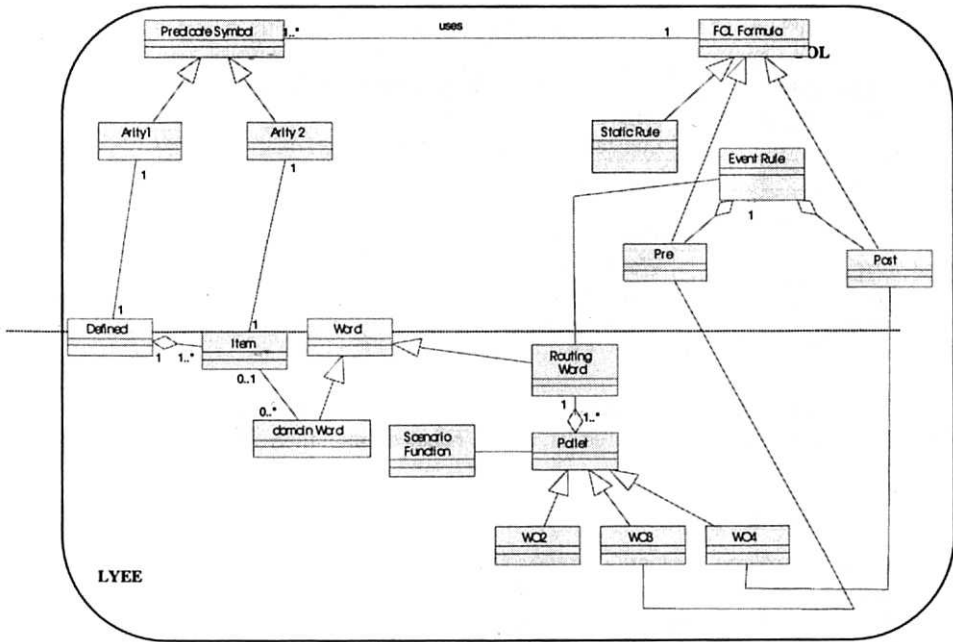 Predicate Symbol
1..*
uses
1
FOL Formula
Arity1
Arity 2
Static Rule
Event Rule
1
1
1
Pre
Post
1
1
Defined
Item
Word
1
1..*
Routing
Word
0..1
0..*
domain Word
1
1..*
Scenario
Function
Pallet
WO2
WO3
WO4
LYEE